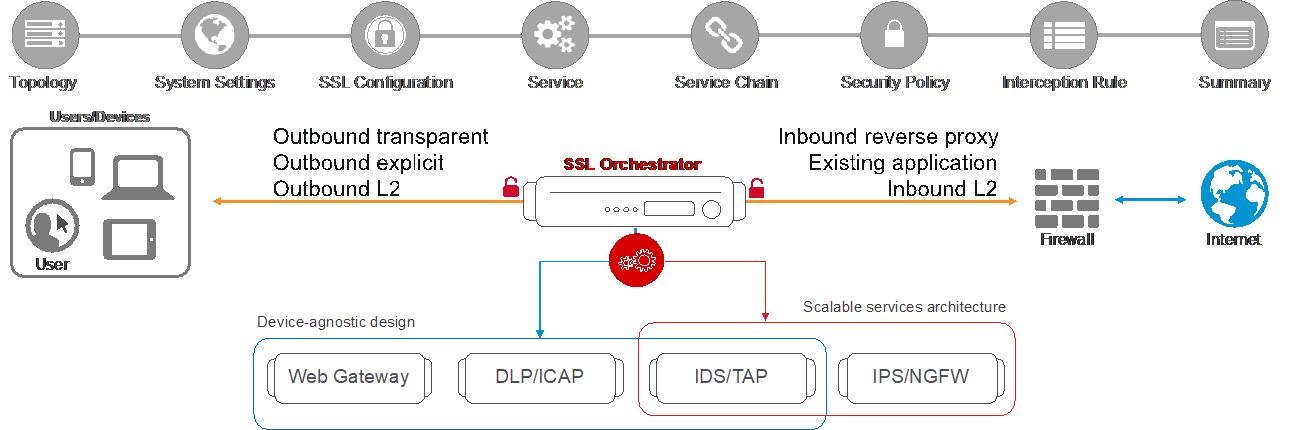 Topology
System Settings
SSL Configuration
Service
Service Chain
Security Policy
Interception Rule
Summary
Users/Devices
User
Outbound transparent
Outbound explicit
Outbound L2
SSL Orchestrator
Inbound reverse proxy
Existing application
Inbound L2
Firewall
Internet
Device-agnostic design
Scalable services architecture
Web Gateway
DLP/ICAP
IDS/TAP
IPS/NGFW